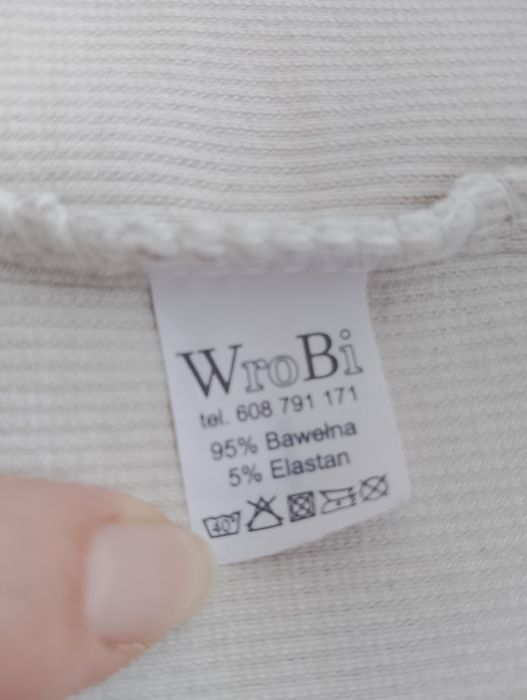 WroBi
tel. 608 791 171
95% Bawełna
5% Elastan
40°